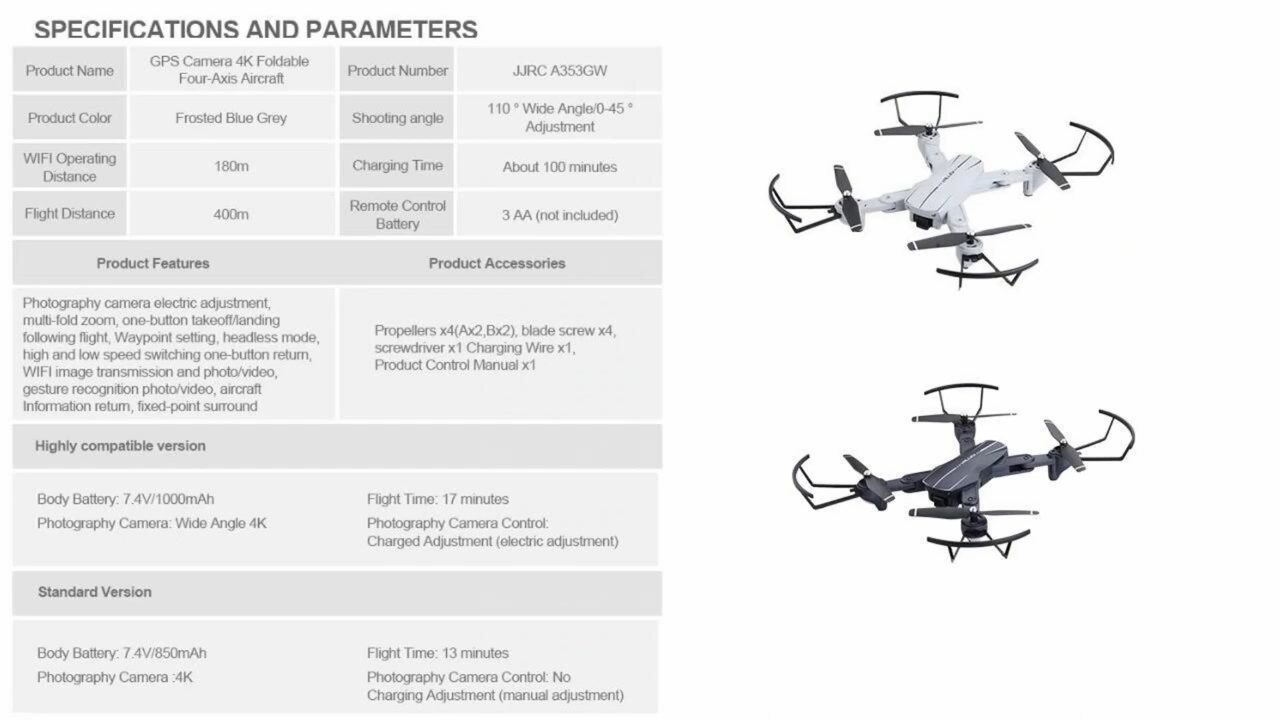 SPECIFICATIONS AND PARAMETERS
Product Name
GPS Camera 4K Foldable
Four-Axis Aircraft
Product Number
JJRC A353GW
Product Color
Frosted Blue Grey
Shooting angle
110 ° Wide Angle/0-45 °
Adjustment
WIFI Operating
Distance
180m
Charging Time
About 100 minutes
Flight Distance
400m
Remote Control
Battery
3 AA (not included)
Product Features
Product Accessories
Photography camera electric adjustment,
multi-fold zoom, one-button takeoff/landing
following flight, Waypoint setting, headless mode,
high and low speed switching one-button return,
WIFI image transmission and photo/video,
gesture recognition photo/video, aircraft
Information return, fixed-point surround
Propellers x4(Ax2,Bx2), blade screw x4,
screwdriver x1 Charging Wire x1,
Product Control Manual x1
Highly compatible version
Body Battery: 7.4V/1000mAh
Flight Time: 17 minutes
Photography Camera: Wide Angle 4K
Photography Camera Control:
Charged Adjustment (electric adjustment)
Standard Version
Body Battery: 7.4V/850mAh
Flight Time: 13 minutes
Photography Camera :4K
Photography Camera Control: No
Charging Adjustment (manual adjustment)